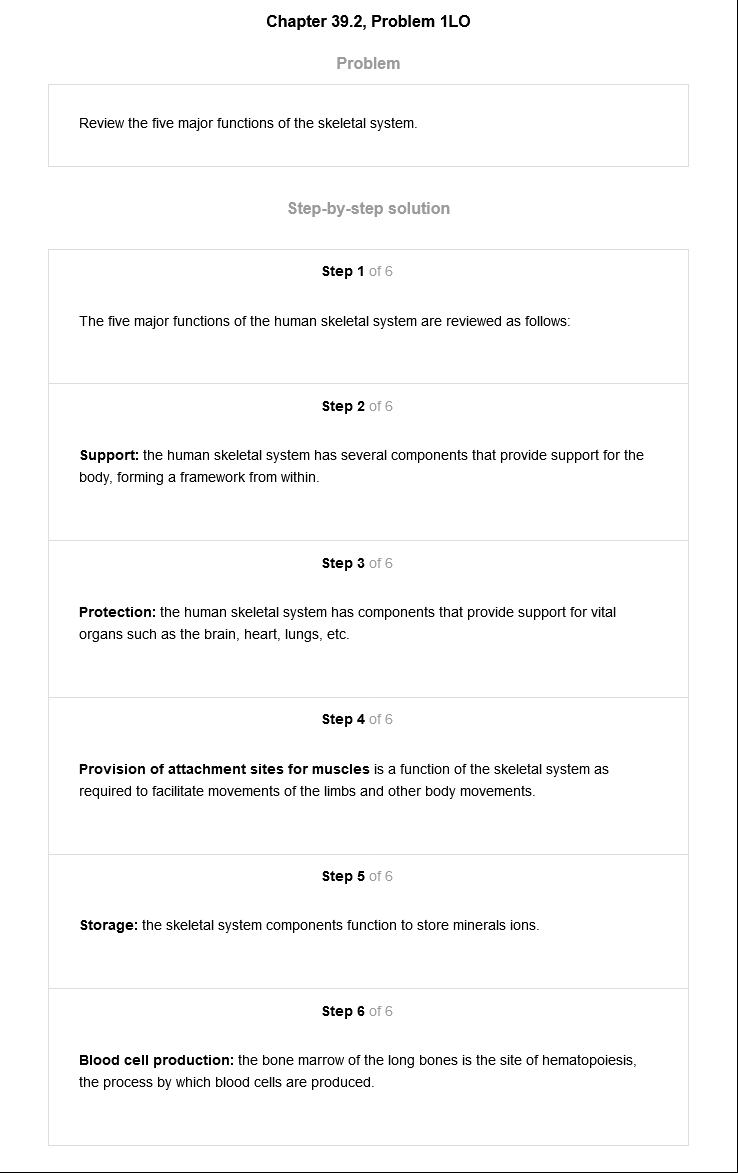 Chapter 39.2, Problem 1LO
Problem
Review the five major functions of the skeletal system.
Step-by-step solution
Step 1 of 6
The five major functions of the human skeletal system are reviewed as follows:
Step 2 of 6
Support: the human skeletal system has several components that provide support for the
body, forming a framework from within.
Step 3 of 6
Protection: the human skeletal system has components that provide support for vital
organs such as the brain, heart, lungs, etc.
Step 4 of 6
Provision of attachment sites for muscles is a function of the skeletal system as
required to facilitate movements of the limbs and other body movements.
Step 5 of 6
Storage: the skeletal system components function to store minerals ions.
Step 6 of 6
Blood cell production: the bone marrow of the long bones is the site of hematopoiesis,
the process by which blood cells are produced.